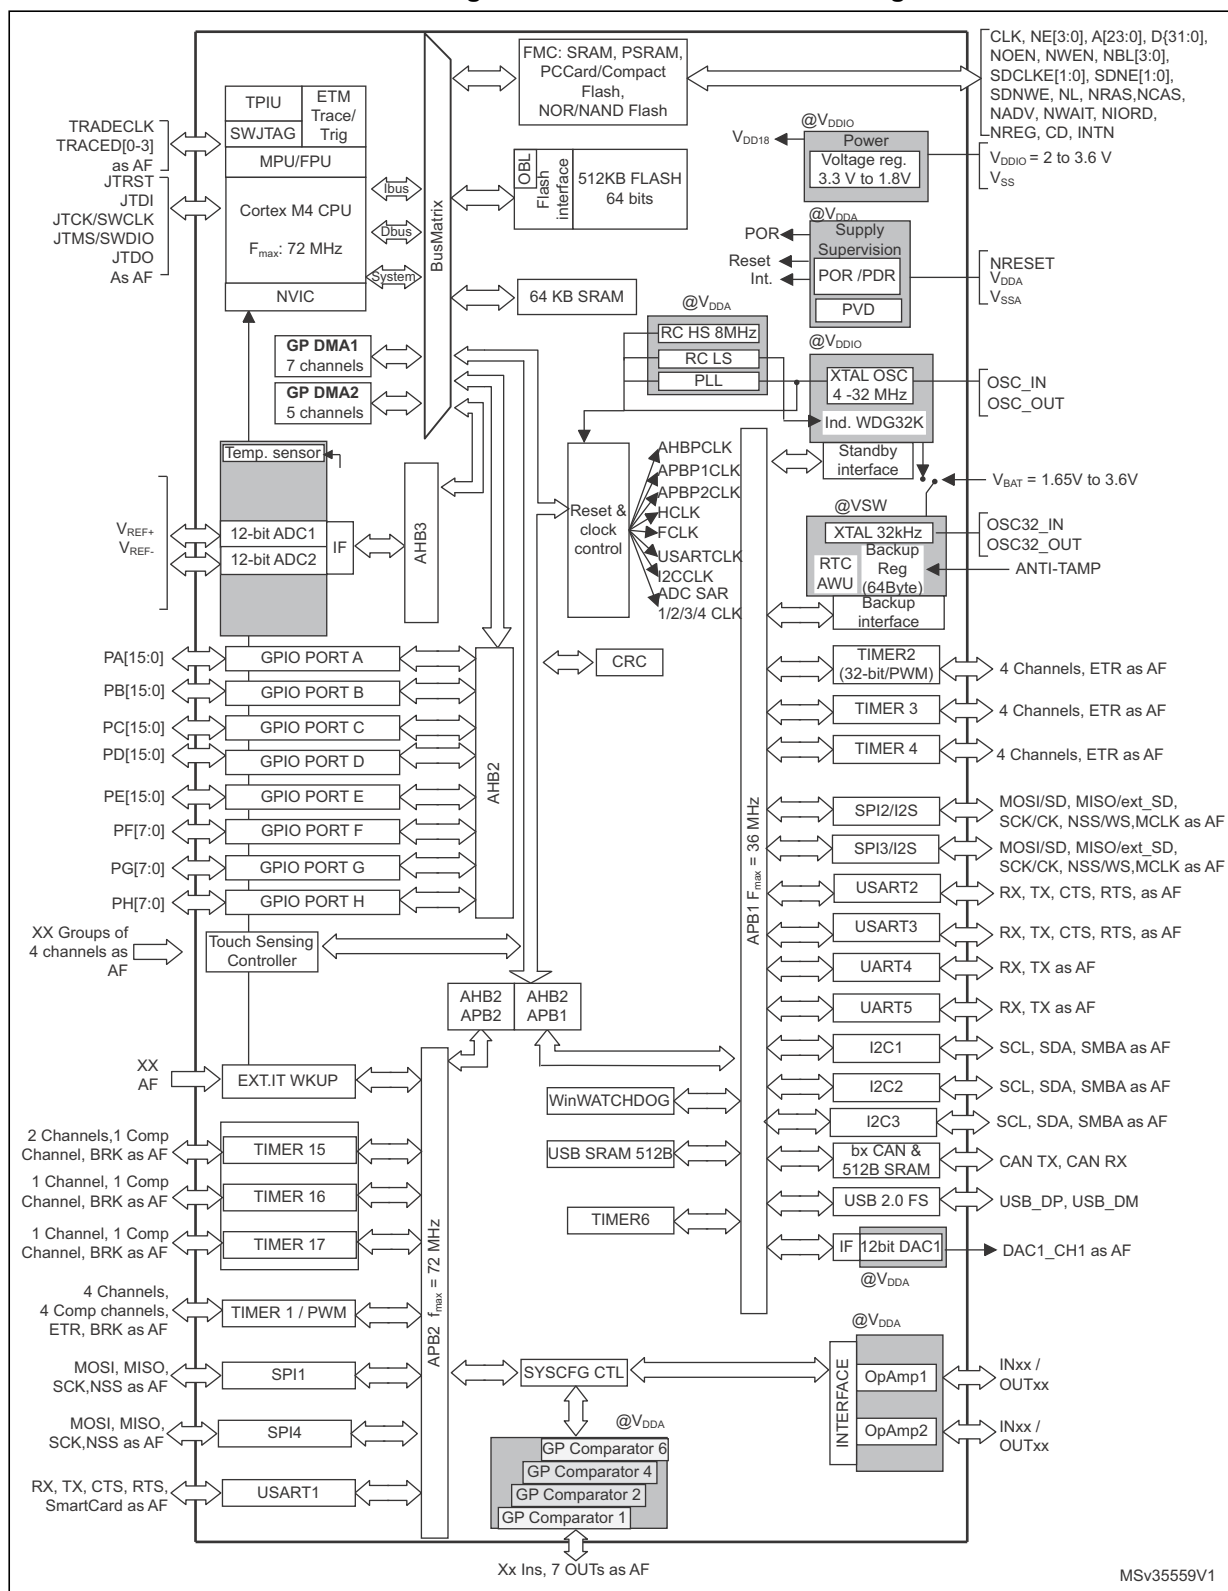 FMC: SRAM, PSRAM,
PCCard/Compact
Flash,
NOR/NAND Flash
CLK, NE[3:0], A[23:0], D{31:0],
NOEN, NWEN, NBL[3:0],
SDCLKE[1:0], SDNE[1:0],
SDNWE, NL, NRAS,NCAS,
NADV, NWAIT, NIORD,
NREG, CD, INTN
TPIU
ETM
Trace/
Trig
SWJTAG
MPU/FPU
TRADECLK
TRACED[0-3]
as AF
JTRST
JTDI
JTCK/SWCLK
JTMS/SWDIO
JTDO
As AF
Cortex M4 CPU
Fmax: 72 MHz
NVIC
Ibus
Dbus
System
BusMatrix
OBL
Flash
interface
512KB FLASH
64 bits
64 KB SRAM
@VDDIO
VDD18
Power
Voltage reg.
3.3 V to 1.8V
VDDIO = 2 to 3.6 V
VSS
@VDDA
POR
Reset
Int.
Supply
Supervision
POR /PDR
PVD
NRESET
VDDA
VSSA
@VDDA
RC HS 8MHz
RC LS
PLL
@VDDIO
XTAL OSC
4 -32 MHz
Ind. WDG32K
OSC_IN
OSC_OUT
Standby
interface
VBAT = 1.65V to 3.6V
@VSW
XTAL 32kHz
RTC
AWU
Backup
Reg
(64Byte)
Backup
interface
OSC32_IN
OSC32_OUT
ANTI-TAMP
GP DMA1
7 channels
GP DMA2
5 channels
Temp. sensor
VREF+
VREF-
12-bit ADC1
12-bit ADC2
IF
AHB3
Reset &
clock
control
AHBPCLK
APBP1CLK
APBP2CLK
HCLK
FCLK
USARTCLK
I2CCLK
ADC SAR
1/2/3/4 CLK
CRC
PA[15:0]
GPIO PORT A
PB[15:0]
GPIO PORT B
PC[15:0]
GPIO PORT C
PD[15:0]
GPIO PORT D
PE[15:0]
GPIO PORT E
PF[7:0]
GPIO PORT F
PG[7:0]
GPIO PORT G
PH[7:0]
GPIO PORT H
AHB2
XX Groups of
4 channels as
AF
Touch Sensing
Controller
AHB2
APB2
AHB2
APB1
APB1 Fmax = 36 MHz
TIMER2
(32-bit/PWM)
4 Channels, ETR as AF
TIMER 3
4 Channels, ETR as AF
TIMER 4
4 Channels, ETR as AF
SPI2/I2S
MOSI/SD, MISO/ext_SD,
SCK/CK, NSS/WS,MCLK as AF
SPI3/I2S
MOSI/SD, MISO/ext_SD,
SCK/CK, NSS/WS,MCLK as AF
USART2
RX, TX, CTS, RTS, as AF
USART3
RX, TX, CTS, RTS, as AF
UART4
RX, TX as AF
UART5
RX, TX as AF
I2C1
SCL, SDA, SMBA as AF
I2C2
SCL, SDA, SMBA as AF
I2C3
SCL, SDA, SMBA as AF
bx CAN &
512B SRAM
CAN TX, CAN RX
USB 2.0 FS
USB_DP, USB_DM
IF
12bit DAC1
DAC1_CH1 as AF
@VDDA
WinWATCHDOG
USB SRAM 512B
TIMER6
XX
AF
EXT.IT WKUP
2 Channels,1 Comp
Channel, BRK as AF
TIMER 15
1 Channel, 1 Comp
Channel, BRK as AF
TIMER 16
1 Channel, 1 Comp
Channel, BRK as AF
TIMER 17
4 Channels,
4 Comp channels,
ETR, BRK as AF
TIMER 1 / PWM
MOSI, MISO,
SCK,NSS as AF
SPI1
MOSI, MISO,
SCK,NSS as AF
SPI4
RX, TX, CTS, RTS,
SmartCard as AF
USART1
APB2 fmax = 72 MHz
SYSCFG CTL
@VDDA
GP Comparator 6
GP Comparator 4
GP Comparator 2
GP Comparator 1
Xx Ins, 7 OUTs as AF
@VDDA
INTERFACE
OpAmp1
INxx /
OUTxx
OpAmp2
INxx /
OUTxx
MSv35559V1